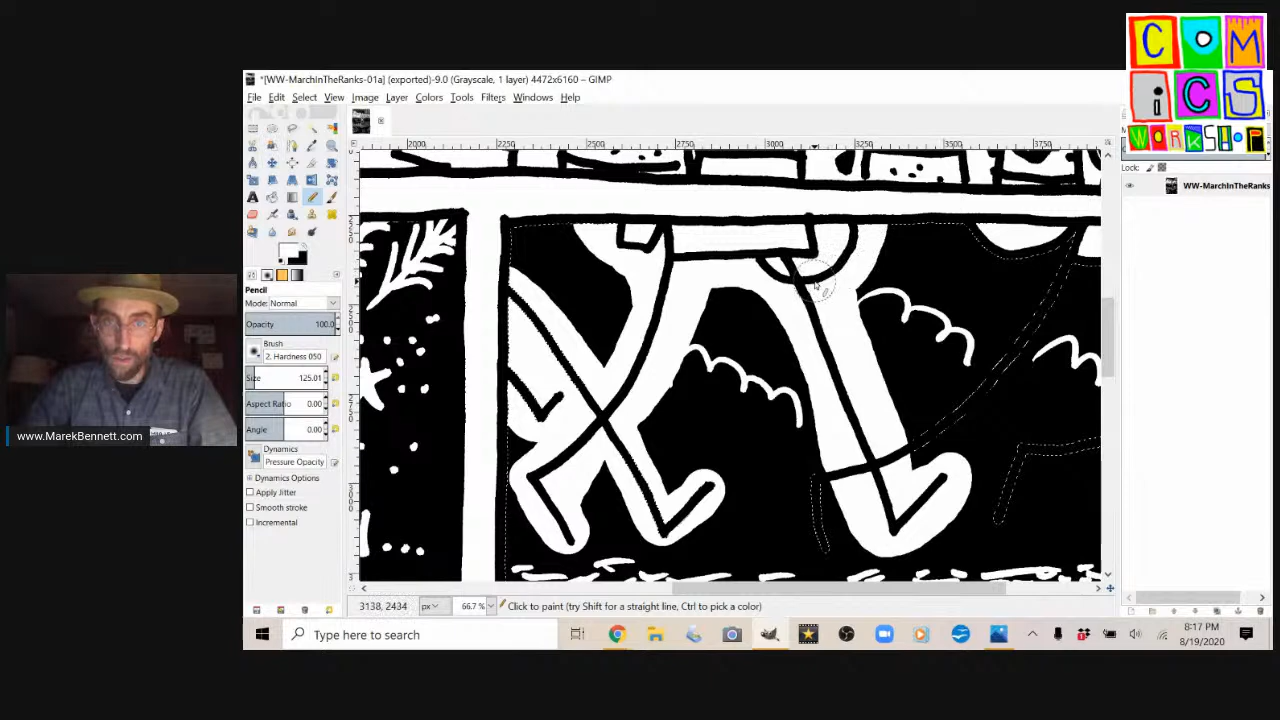 COMICS
WORKSHOP
*[WW-MarchInTheRanks-01a] (exported)-9.0 (Grayscale, 1 layer) 4472x6160 – GIMP
File Edit Select View Image Layer Colors Tools Filters Windows Help
2000 2250 2500 2750 3000 3250 3500 3750
Lock:
WW-MarchInTheRanks
Pencil
Mode: Normal
Opacity 100.0
Brush
2. Hardness 050
Size 125.01
Aspect Ratio 0.00
Angle 0.00
Dynamics
Pressure Opacity
Dynamics Options
Apply Jitter
Smooth stroke
Incremental
www.MarekBennett.com
3138, 2434 px 66.7 % Click to paint (try Shift for a straight line, Ctrl to pick a color)
Type here to search
8:17 PM
8/19/2020